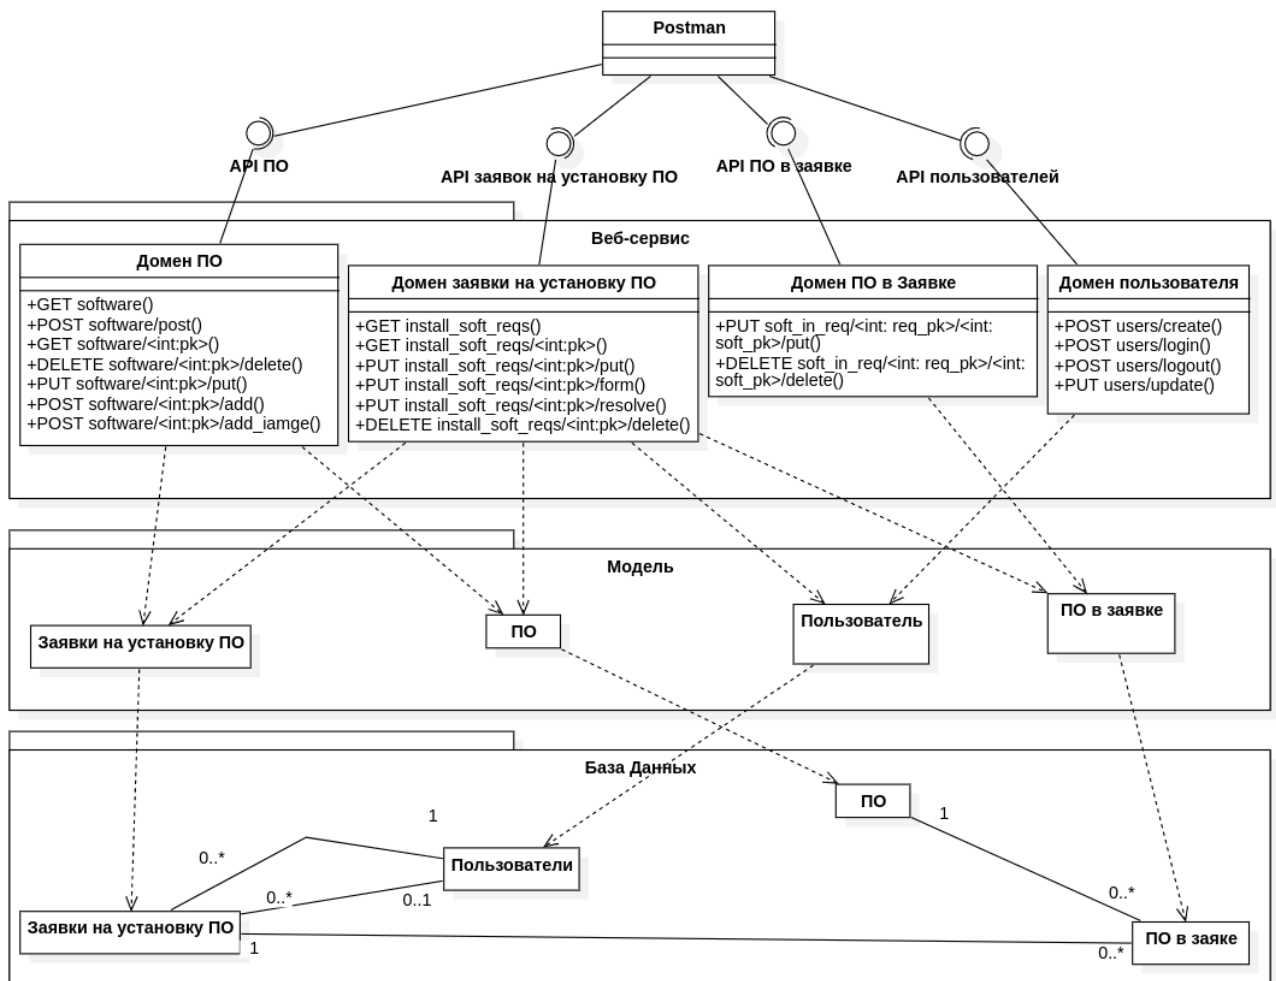 Postman
API ПО
API заявок на установку ПО
API ПО в заявке
API пользователей
Веб-сервис
Домен ПО
+GET software()
+POST software/post()
+GET software/<int:pk>()
+DELETE software/<int:pk>/delete()
+PUT software/<int:pk>/put()
+POST software/<int:pk>/add()
+POST software/<int:pk>/add_iamge()
Домен заявки на установку ПО
+GET install_soft_reqs()
+GET install_soft_reqs/<int:pk>()
+PUT install_soft_reqs/<int:pk>/put()
+PUT install_soft_reqs/<int:pk>/form()
+PUT install_soft_reqs/<int:pk>/resolve()
+DELETE install_soft_reqs/<int:pk>/delete()
Домен ПО в Заявке
+PUT soft_in_req/<int: req_pk>/<int:
soft_pk>/put()
+DELETE soft_in_req/<int: req_pk>/<int:
soft_pk>/delete()
Домен пользователя
+POST users/create()
+POST users/login()
+POST users/logout()
+PUT users/update()
Модель
Заявки на установку ПО
ПО
Пользователь
ПО в заявке
База Данных
ПО
1
1
0..*
Пользователи
0..*
0..*
0..1
Заявки на установку ПО
1
0..*
ПО в заяке